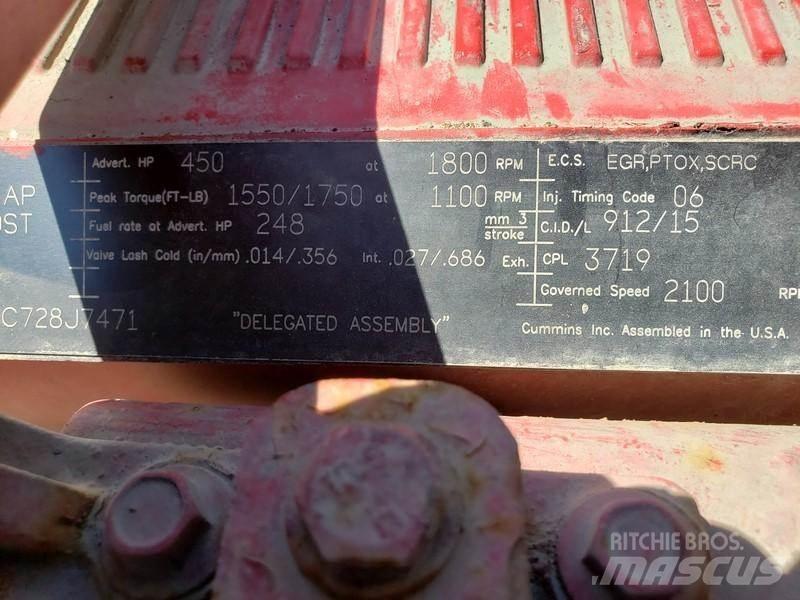 Advert. HP 450 at 1800 RPM
E.C.S. EGR,PTOX,SCRC
AP
Peak Torque(FT-LB) 1550/1750 at 1100 RPM
Inj. Timing Code 06
OST
Fuel rate at Advert. HP 248 mm 3 stroke
C.I.D./L 912/15
Valve Lash Cold (in/mm) .014/.356 Int. .027/.686 Exh.
CPL 3719
Governed Speed 2100 RP
C728J7471 "DELEGATED ASSEMBLY"
Cummins Inc. Assembled in the U.S.A.
RITCHIE BROS.
MASCUS